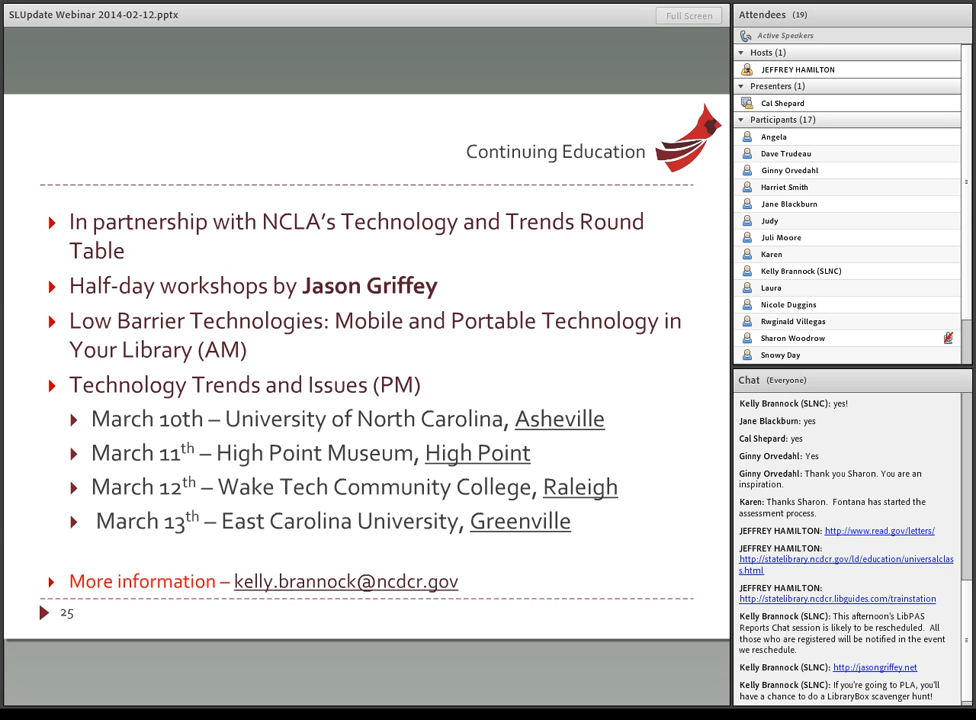 SLUpdate Webinar 2014-02-12.pptx
Full Screen
Continuing Education
In partnership with NCLA's Technology and Trends Round
Table
Half-day workshops by Jason Griffey
Low Barrier Technologies: Mobile and Portable Technology in
Your Library (AM)
Technology Trends and Issues (PM)
March 10th – University of North Carolina, Asheville
March 11th – High Point Museum, High Point
March 12th – Wake Tech Community College, Raleigh
March 13th – East Carolina University, Greenville
More information – kelly.brannock@ncdcr.gov
25
Attendees (19)
Active Speakers
Hosts (1)
JEFFREY HAMILTON
Presenters (1)
Cal Shepard
Participants (17)
Angela
Dave Trudeau
Ginny Orvedahl
Harriet Smith
Jane Blackburn
Judy
Juli Moore
Karen
Kelly Brannock (SLNC)
Laura
Nicole Duggins
Rwginald Villegas
Sharon Woodrow
Snowy Day
Chat (Everyone)
Kelly Brannock (SLNC): yes!
Jane Blackburn: yes
Cal Shepard: yes
Ginny Orvedahl: Yes
Ginny Orvedahl: Thank you Sharon. You are an
inspiration.
Karen: Thanks Sharon. Fontana has started the
assessment process.
JEFFREY HAMILTON: http://www.read.gov/letters/
JEFFREY HAMILTON:
http://statelibrary.ncdcr.gov/ld/education/universalclas
s.html
JEFFREY HAMILTON:
http://statelibrary.ncdcr.libguides.com/trainstation
Kelly Brannock (SLNC): This afternoon's LibPAS
Reports Chat session is likely to be rescheduled. All
those who are registered will be notified in the event
we reschedule.
Kelly Brannock (SLNC): http://jasongriffey.net
Kelly Brannock (SLNC): If you're going to PLA, you'll
have a chance to do a LibraryBox scavenger hunt!